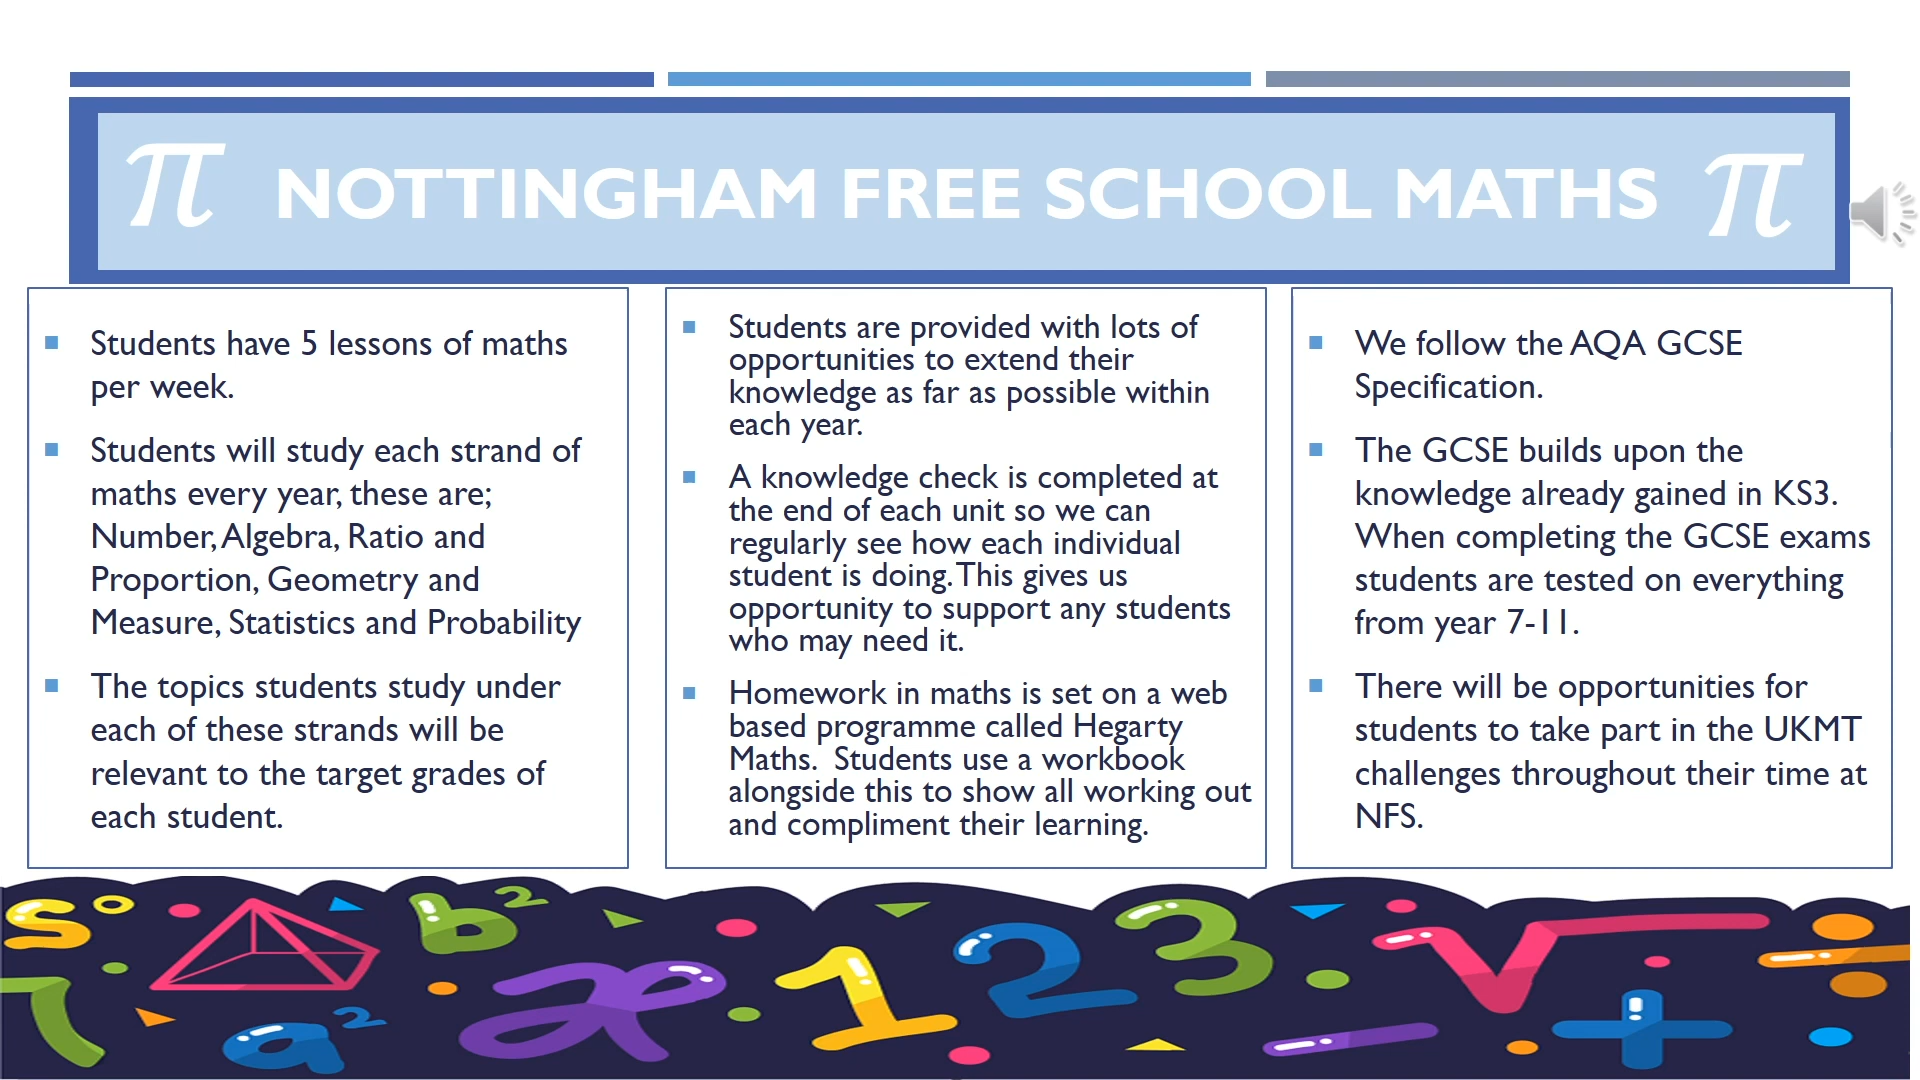 π NOTTINGHAM FREE SCHOOL MATHS π
Students have 5 lessons of maths
per week.
Students will study each strand of
maths every year, these are;
Number, Algebra, Ratio and
Proportion, Geometry and
Measure, Statistics and Probability
The topics students study under
each of these strands will be
relevant to the target grades of
each student.
Students are provided with lots of
opportunities to extend their
knowledge as far as possible within
each year.
A knowledge check is completed at
the end of each unit so we can
regularly see how each individual
student is doing. This gives us
opportunity to support any students
who may need it.
Homework in maths is set on a web
based programme called Hegarty
Maths.  Students use a workbook
alongside this to show all working out
and compliment their learning.
We follow the AQA GCSE
Specification.
The GCSE builds upon the
knowledge already gained in KS3.
When completing the GCSE exams
students are tested on everything
from year 7-11.
There will be opportunities for
students to take part in the UKMT
challenges throughout their time at
NFS.
5° 7 a² b² x 1 2 3 √ - + ÷